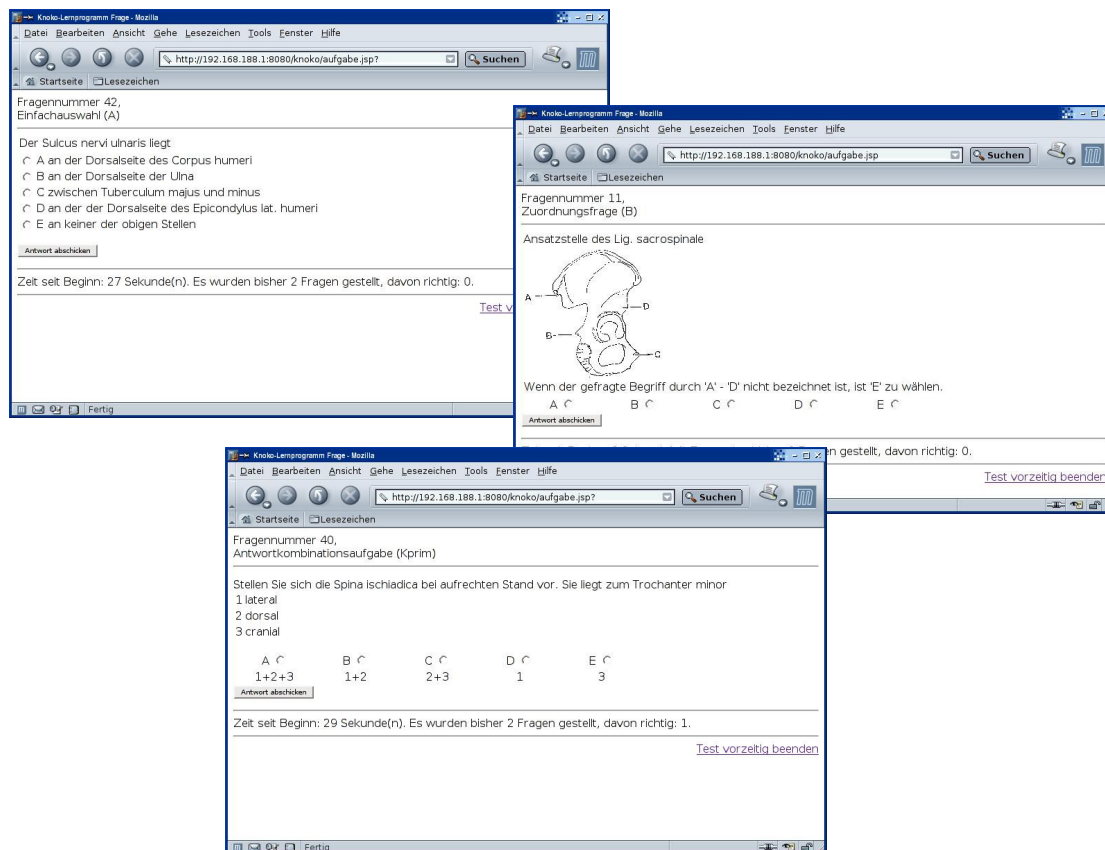 Knoko-Lernprogramm Frage - Mozilla
Datei Bearbeiten Ansicht Gehe Lesezeichen Tools Fenster Hilfe
http://192.168.188.1:8080/knoko/aufgabe.jsp? Suchen
Startseite Lesezeichen
Fragennummer 42,
Einfachauswahl (A)
Der Sulcus nervi ulnaris liegt
A an der Dorsalseite des Corpus humeri
B an der Dorsalseite der Ulna
C zwischen Tuberculum majus und minus
D an der der Dorsalseite des Epicondylus lat. humeri
E an keiner der obigen Stellen
Antwort abschicken
Zeit seit Beginn: 27 Sekunde(n). Es wurden bisher 2 Fragen gestellt, davon richtig: 0.
Test v
Fertig
Knoko-Lernprogramm Frage - Mozilla
Datei Bearbeiten Ansicht Gehe Lesezeichen Tools Fenster Hilfe
http://192.168.188.1:8080/knoko/aufgabe.jsp Suchen
Startseite Lesezeichen
Fragennummer 11,
Zuordnungsfrage (B)
Ansatzstelle des Lig. sacrospinale
A
D
B
C
Wenn der gefragte Begriff durch 'A' - 'D' nicht bezeichnet ist, ist 'E' zu wählen.
A B C D E
Antwort abschicken
gestellt, davon richtig: 0.
Test vorzeitig beenden
Knoko-Lernprogramm Frage - Mozilla
Datei Bearbeiten Ansicht Gehe Lesezeichen Tools Fenster Hilfe
http://192.168.188.1:8080/knoko/aufgabe.jsp? Suchen
Startseite Lesezeichen
Fragennummer 40,
Antwortkombinationsaufgabe (Kprim)
Stellen Sie sich die Spina ischiadica bei aufrechten Stand vor. Sie liegt zum Trochanter minor
1 lateral
2 dorsal
3 cranial
A B C D E
1+2+3 1+2 2+3 1 3
Antwort abschicken
Zeit seit Beginn: 29 Sekunde(n). Es wurden bisher 2 Fragen gestellt, davon richtig: 1.
Test vorzeitig beenden
Fertig